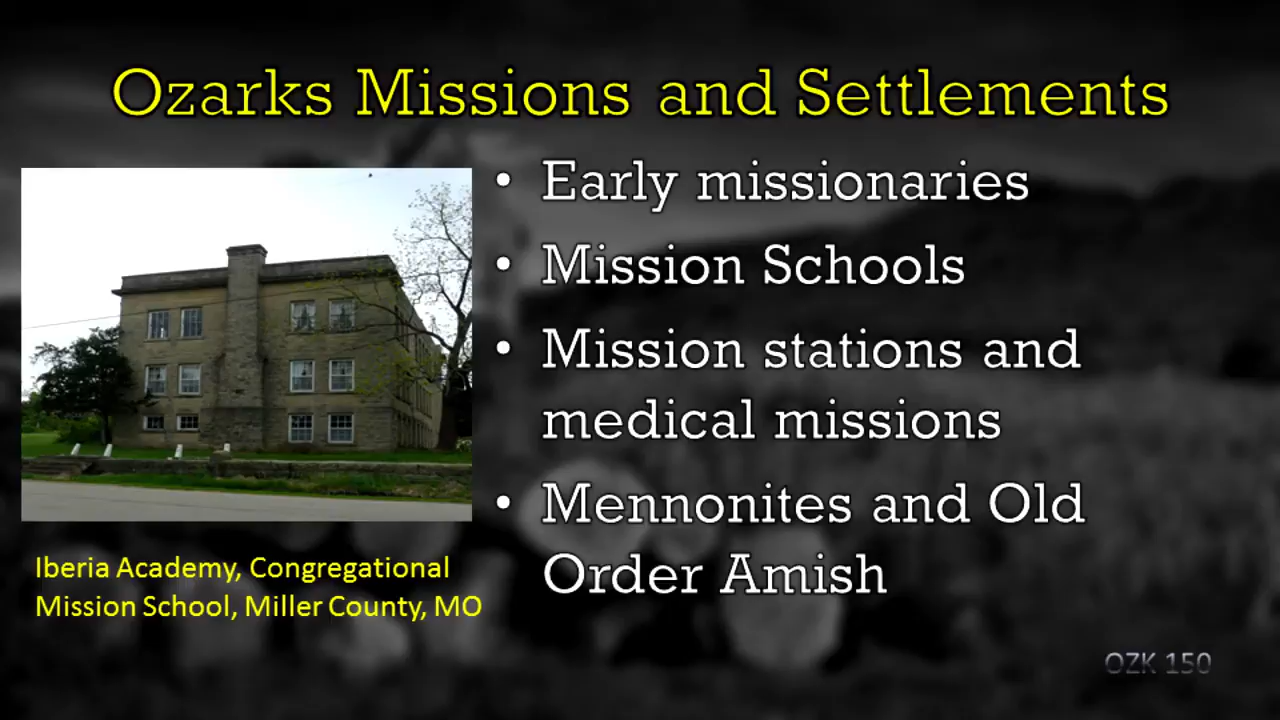 Ozarks Missions and Settlements
• Early missionaries
• Mission Schools
• Mission stations and
medical missions
• Mennonites and Old
Order Amish
Iberia Academy, Congregational
Mission School, Miller County, MO
OZK 150